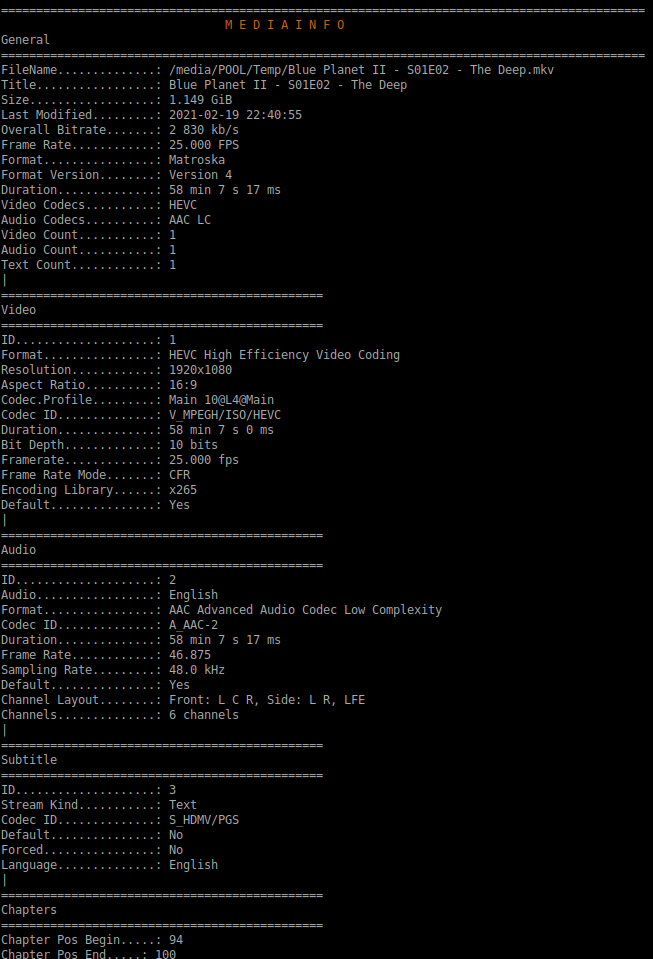 ============================================================================================
M E D I A I N F O
General
============================================================================================
FileName..............: /media/POOL/Temp/Blue Planet II - S01E02 - The Deep.mkv
Title.................: Blue Planet II - S01E02 - The Deep
Size..................: 1.149 GiB
Last Modified.........: 2021-02-19 22:40:55
Overall Bitrate.......: 2 830 kb/s
Frame Rate............: 25.000 FPS
Format................: Matroska
Format Version........: Version 4
Duration..............: 58 min 7 s 17 ms
Video Codecs..........: HEVC
Audio Codecs..........: AAC LC
Video Count...........: 1
Audio Count...........: 1
Text Count............: 1
|
==============================================
Video
==============================================
ID....................: 1
Format................: HEVC High Efficiency Video Coding
Resolution............: 1920x1080
Aspect Ratio..........: 16:9
Codec.Profile.........: Main 10@L4@Main
Codec ID..............: V_MPEGH/ISO/HEVC
Duration..............: 58 min 7 s 0 ms
Bit Depth.............: 10 bits
Framerate.............: 25.000 fps
Frame Rate Mode.......: CFR
Encoding Library......: x265
Default...............: Yes
|
==============================================
Audio
==============================================
ID....................: 2
Audio.................: English
Format................: AAC Advanced Audio Codec Low Complexity
Codec ID..............: A_AAC-2
Duration..............: 58 min 7 s 17 ms
Frame Rate............: 46.875
Sampling Rate.........: 48.0 kHz
Default...............: Yes
Channel Layout........: Front: L C R, Side: L R, LFE
Channels..............: 6 channels
|
==============================================
Subtitle
==============================================
ID....................: 3
Stream Kind...........: Text
Codec ID..............: S_HDMV/PGS
Default...............: No
Forced................: No
Language..............: English
|
==============================================
Chapters
==============================================
Chapter Pos Begin.....: 94
Chapter Pos End.....: 100